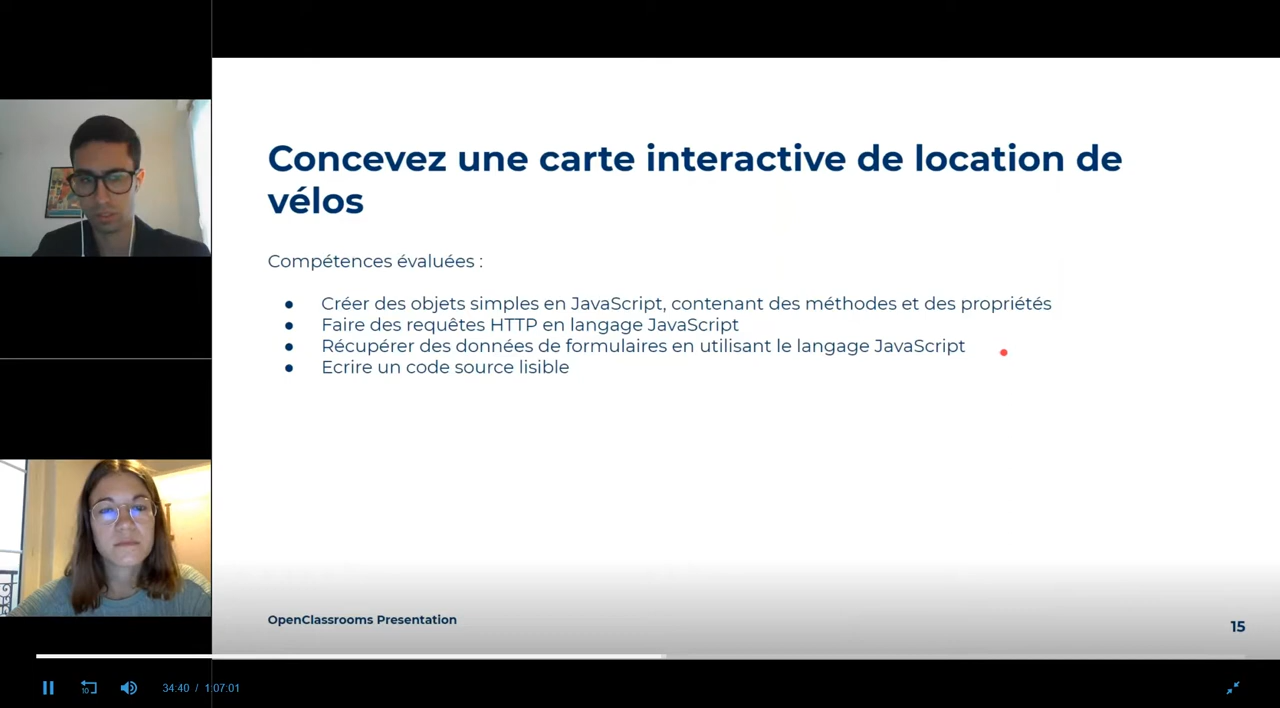 Concevez une carte interactive de location de
vélos
Compétences évaluées :
● Créer des objets simples en JavaScript, contenant des méthodes et des propriétés
● Faire des requêtes HTTP en langage JavaScript
● Récupérer des données de formulaires en utilisant le langage JavaScript
● Ecrire un code source lisible
OpenClassrooms Presentation
15
10
34:40 / 1:07:01